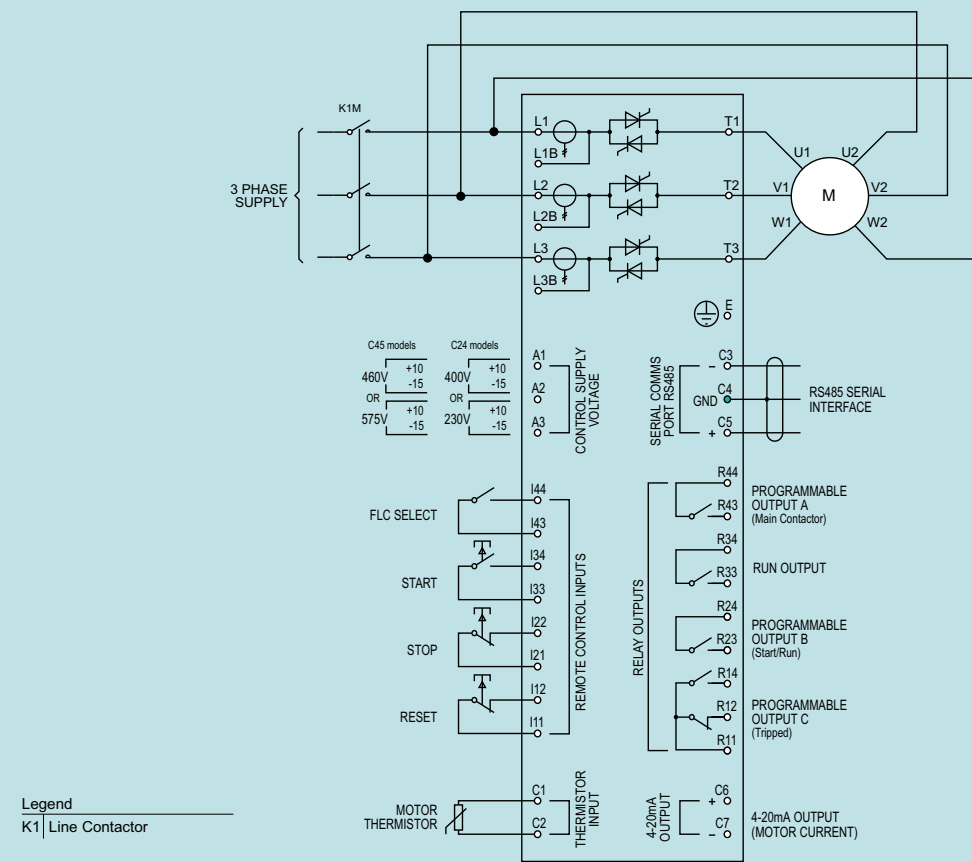 K1M
3 PHASE
SUPPLY
L1
L1B
L2
L2B
L3
L3B
T1
T2
T3
U1
U2
V1
M
V2
W1
W2
E
C45 models
C24 models
460V
+10
-15
400V
+10
-15
OR
OR
575V
+10
-15
230V
+10
-15
A1
A2
A3
CONTROL SUPPLY
VOLTAGE
SERIAL COMMS
PORT RS485
C3
–
C4
GND
C5
+
RS485 SERIAL
INTERFACE
FLC SELECT
START
STOP
RESET
I44
I43
I34
I33
I22
I21
I12
I11
REMOTE CONTROL INPUTS
RELAY OUTPUTS
R44
R43
R34
R33
R24
R23
R14
R12
R11
PROGRAMMABLE
OUTPUT A
(Main Contactor)
RUN OUTPUT
PROGRAMMABLE
OUTPUT B
(Start/Run)
PROGRAMMABLE
OUTPUT C
(Tripped)
MOTOR
THERMISTOR
C1
C2
THERMISTOR
INPUT
4-20mA
OUTPUT
C6
+
C7
–
4-20mA OUTPUT
(MOTOR CURRENT)
Legend
K1 Line Contactor